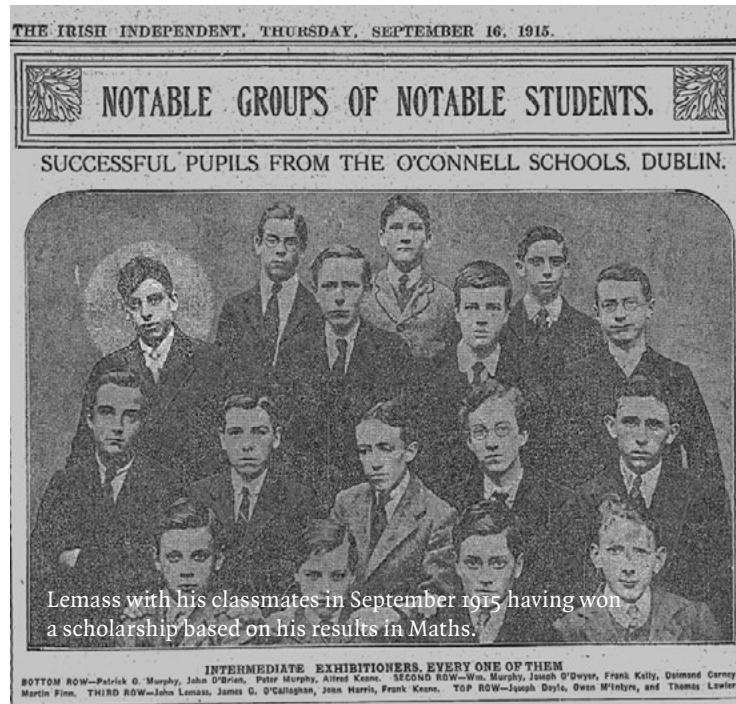 THE IRISH INDEPENDENT, THURSDAY, SEPTEMBER 16, 1915.
NOTABLE GROUPS OF NOTABLE STUDENTS.
SUCCESSFUL PUPILS FROM THE O'CONNELL SCHOOLS, DUBLIN.
Lemass with his classmates in September 1915 having won
a scholarship based on his results in Maths.
INTERMEDIATE EXHIBITIONERS, EVERY ONE OF THEM
BOTTOM ROW—Patrick G. Murphy, John O'Brien, Peter Murphy, Alfred Keane. SECOND ROW—Wm. Murphy, Joseph O'Dwyer, Frank Kelly, Desmond Carney
Martin Finn. THIRD ROW—John Lemass, James C. O'Callaghan, John Harris, Frank Keane. TOP ROW—Joseph Doyle, Owen McIntyre, and Thomas Lawler